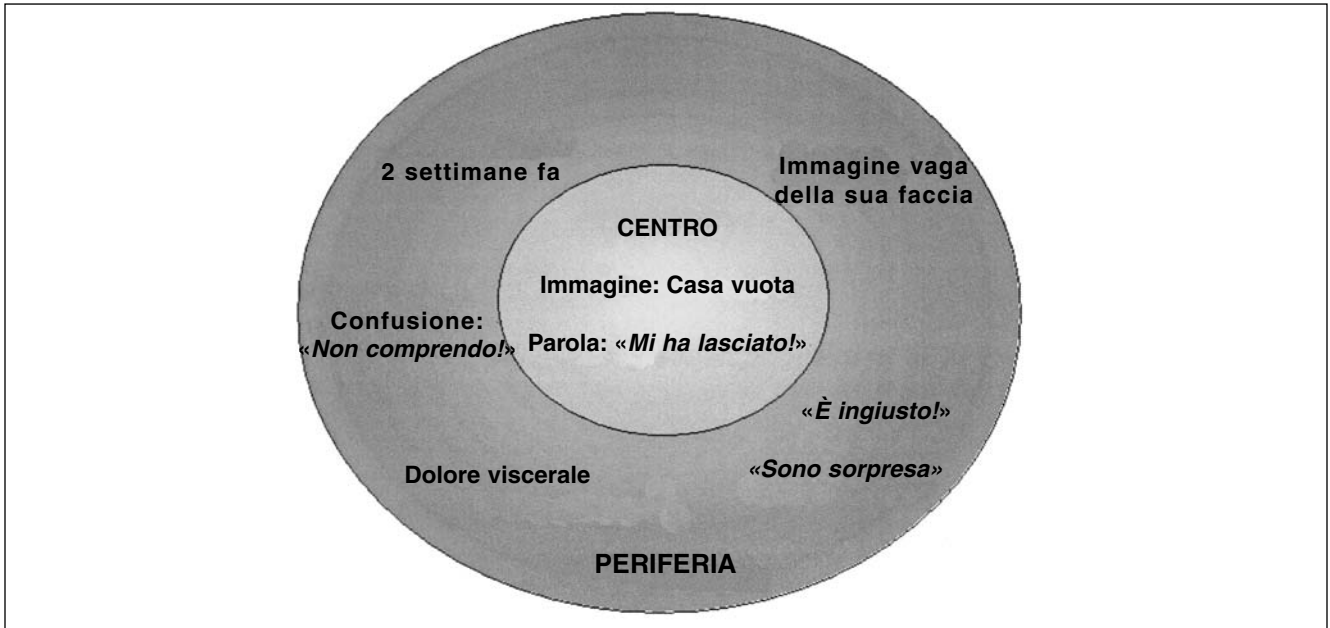 2 settimane fa
Immagine vaga
della sua faccia
CENTRO
Immagine: Casa vuota
Confusione:
«Non comprendo!»
Parola: «Mi ha lasciato!»
«È ingiusto!»
Dolore viscerale
«Sono sorpresa»
PERIFERIA